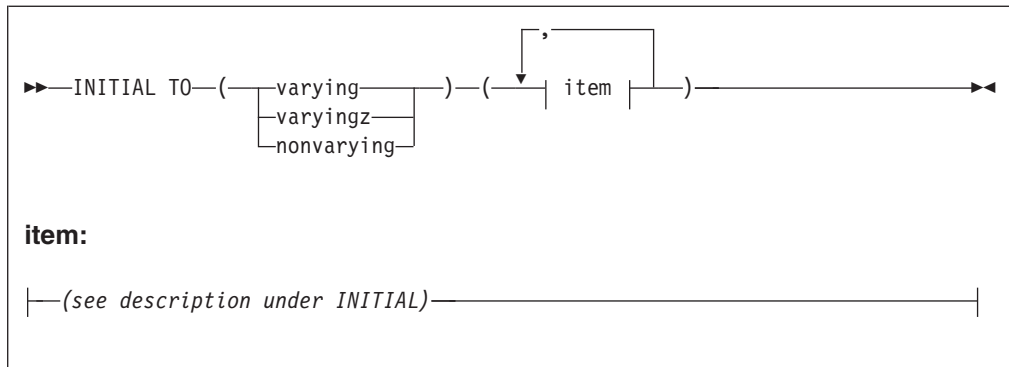 ,
INITIAL TO ( varying ) ( item )
varyingz
nonvarying
item:
(see description under INITIAL)